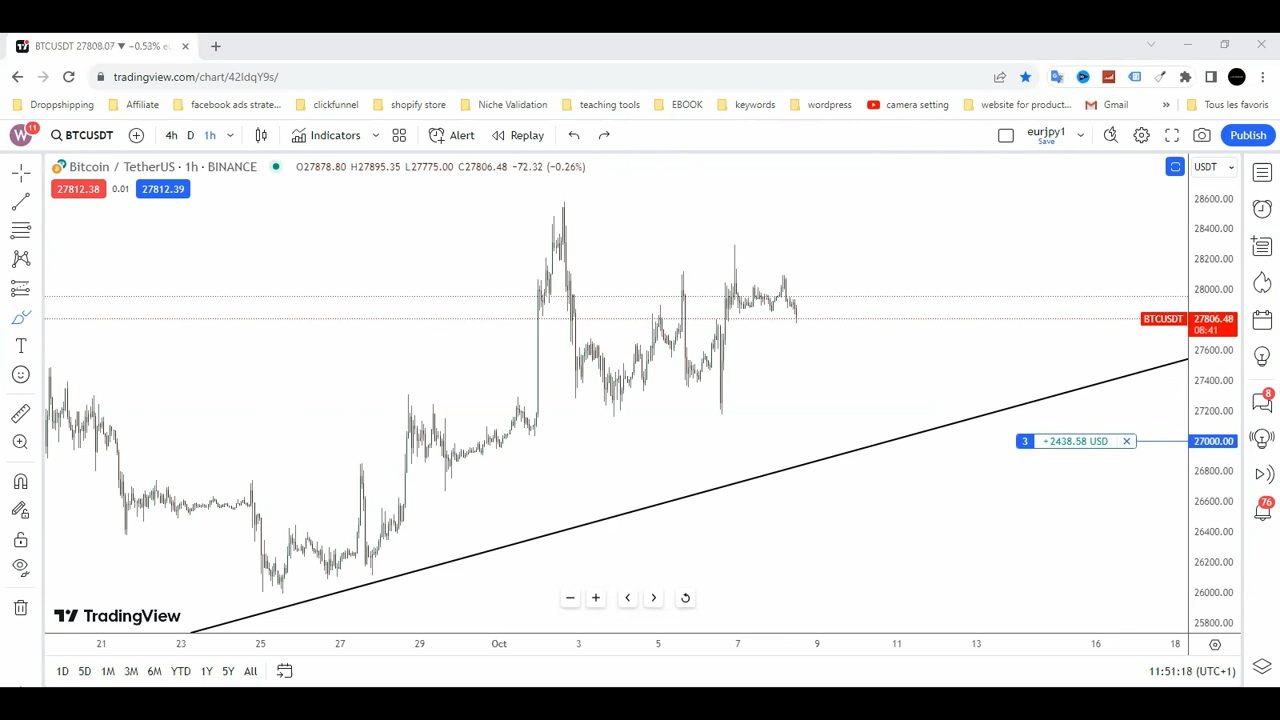 BTCUSDT 27808.07 ▼ −0.53%
tradingview.com/chart/42IdqY9s/
Droppshipping Affiliate facebook ads strate... clickfunnel shopify store Niche Validation teaching tools EBOOK keywords wordpress camera setting website for product... Gmail » Tous les favoris
W 11 BTCUSDT 4h D 1h Indicators Alert Replay eurjpy1 Save Publish
Bitcoin / TetherUS · 1h · BINANCE O27878.80 H27895.35 L27775.00 C27806.48 −72.32 (−0.26%) USDT
27812.38 0.01 27812.39
28600.00
28400.00
28200.00
28000.00
BTCUSDT 27806.48
08:41
27600.00
27400.00
8
27200.00
3 +2438.58 USD 27000.00
26800.00
26600.00
76
26400.00
26200.00
26000.00
TradingView
25800.00
21 23 25 27 29 Oct 3 5 7 9 11 13 16 18
1D 5D 1M 3M 6M YTD 1Y 5Y All 11:51:18 (UTC+1)